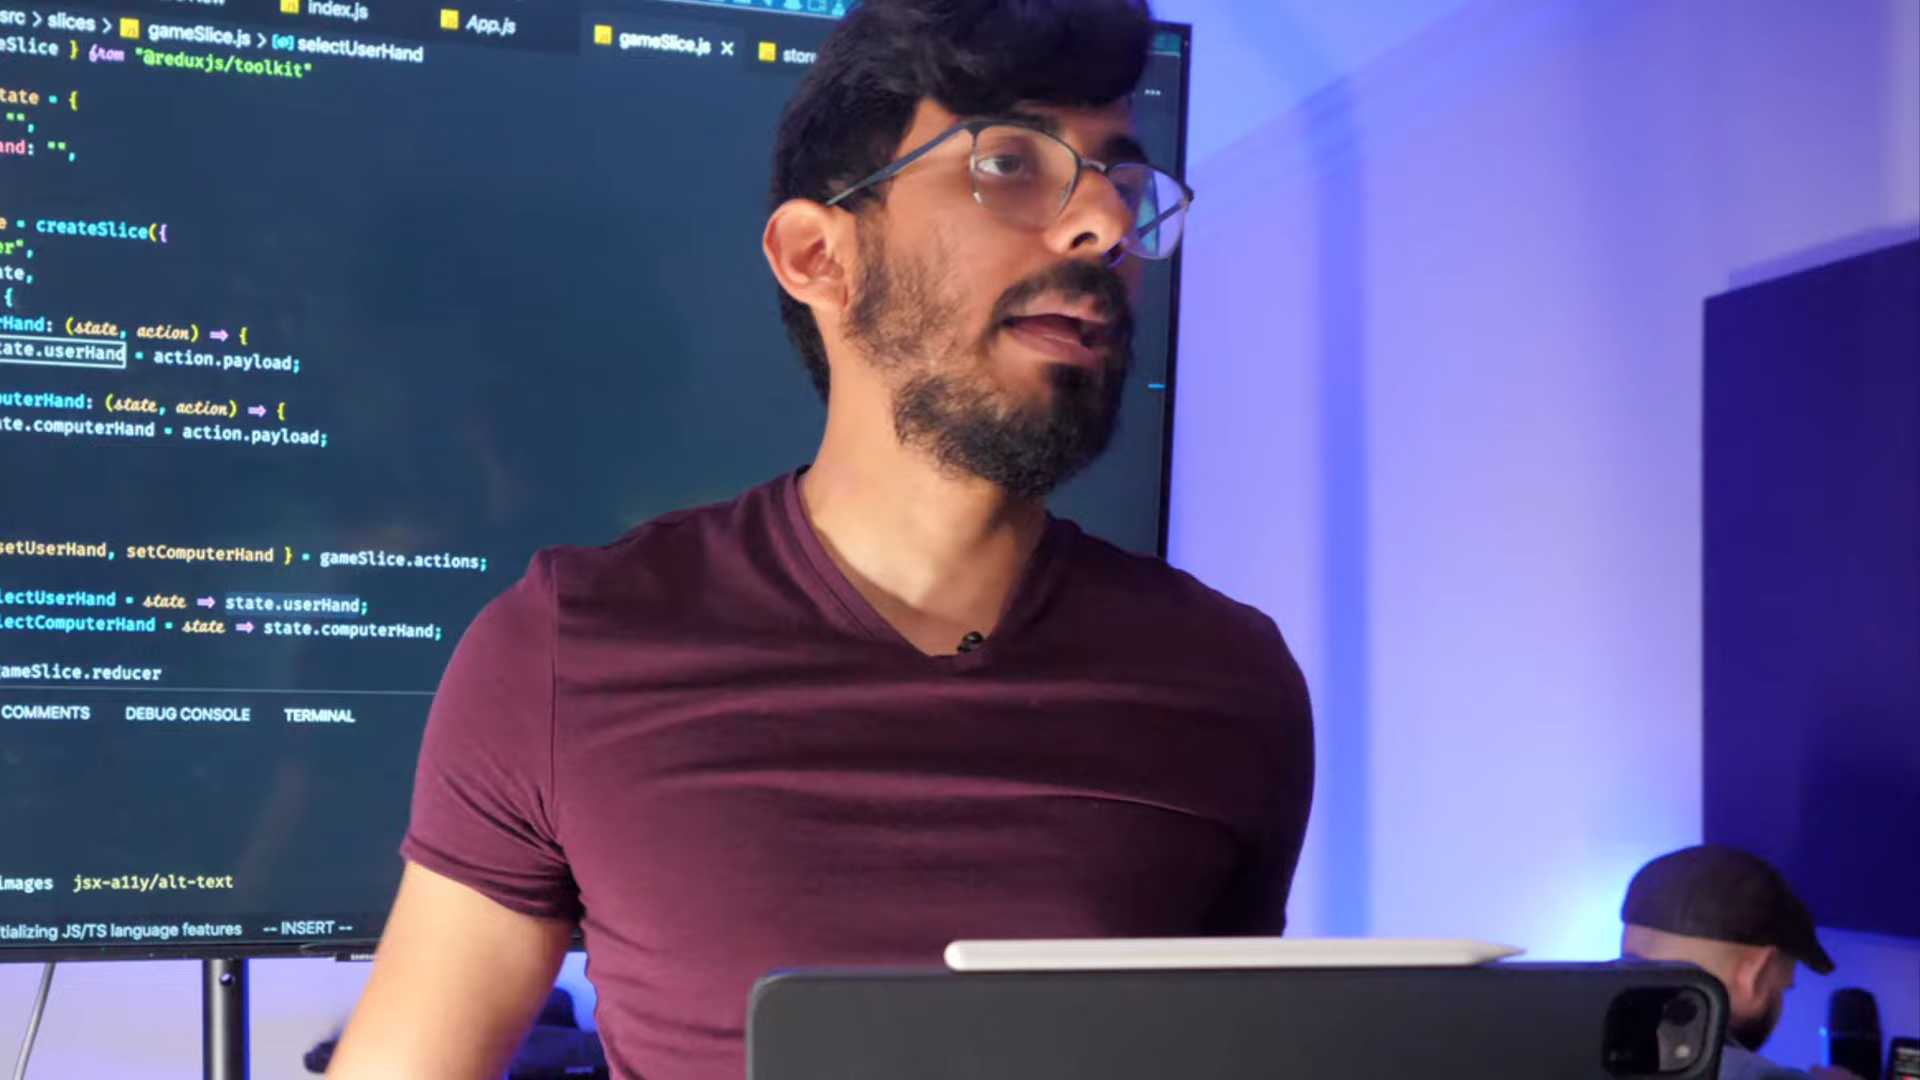 index.js
App.js
gameSlice.js ×
src > slices > gameSlice.js > selectUserHand
eSlice } from "@reduxjs/toolkit"
tate = {
"",
and: "",
e = createSlice({
er",
ate,
{
rHand: (state, action) => {
tate.userHand = action.payload;
puterHand: (state, action) => {
ate.computerHand = action.payload;
setUserHand, setComputerHand } = gameSlice.actions;
lectUserHand = state => state.userHand;
lectComputerHand = state => state.computerHand;
gameSlice.reducer
COMMENTS DEBUG CONSOLE TERMINAL
images jsx-a11y/alt-text
tializing JS/TS language features -- INSERT --